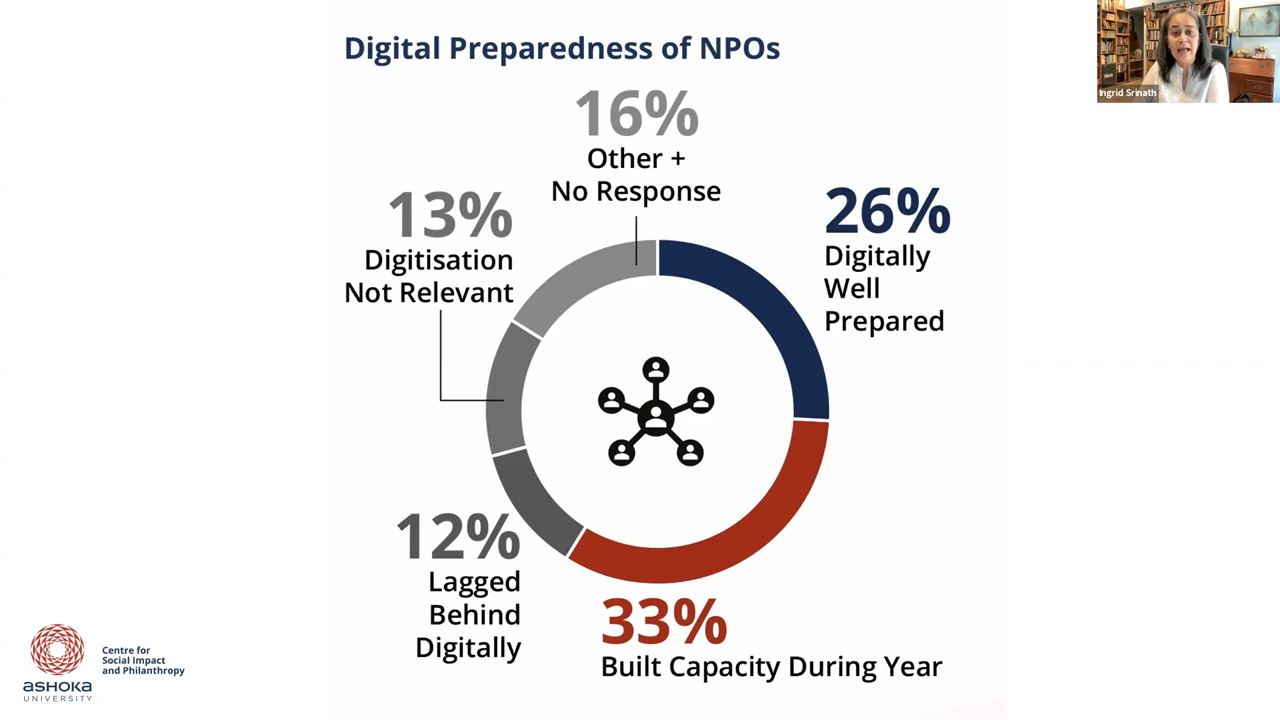 Digital Preparedness of NPOs
Ingrid Srinath
16%
Other +
No Response
13%
Digitisation
Not Relevant
26%
Digitally
Well
Prepared
12%
Lagged
Behind
Digitally
33%
Built Capacity During Year
Centre for
Social Impact
and Philanthropy
ASHOKA
UNIVERSITY